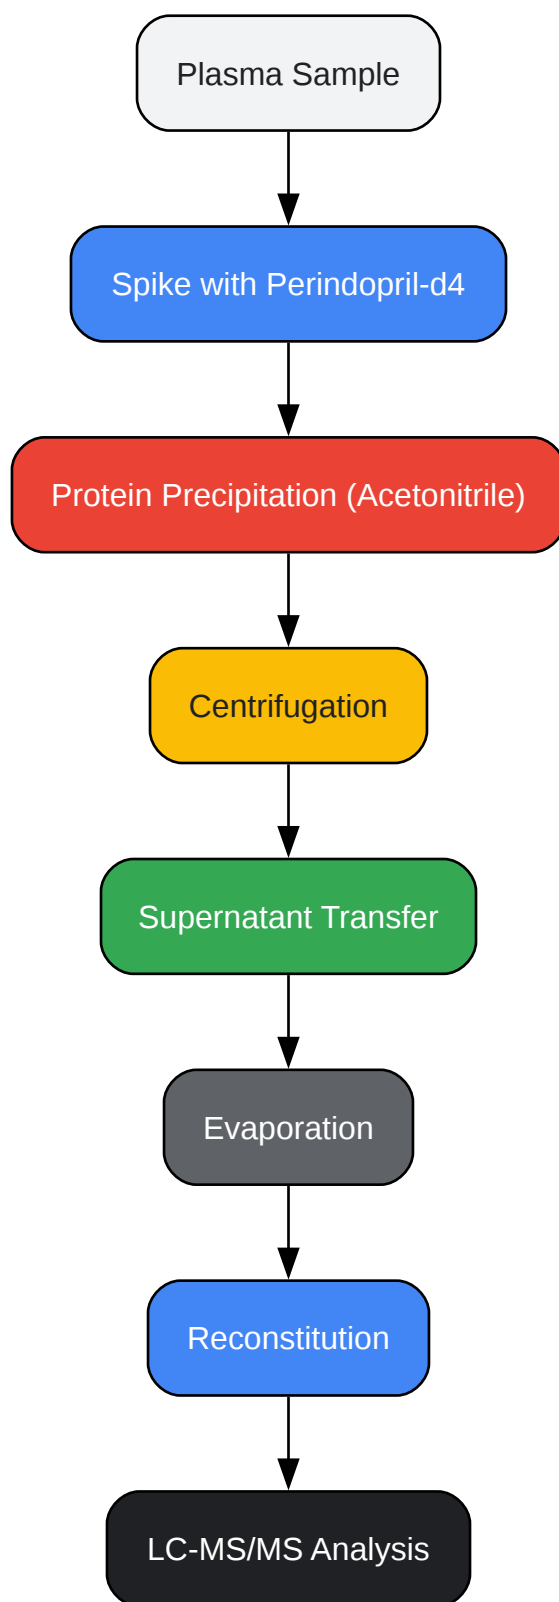 Plasma Sample
Spike with Perindopril-d4
Protein Precipitation (Acetonitrile)
Centrifugation
Supernatant Transfer
Evaporation
Reconstitution
LC-MS/MS Analysis